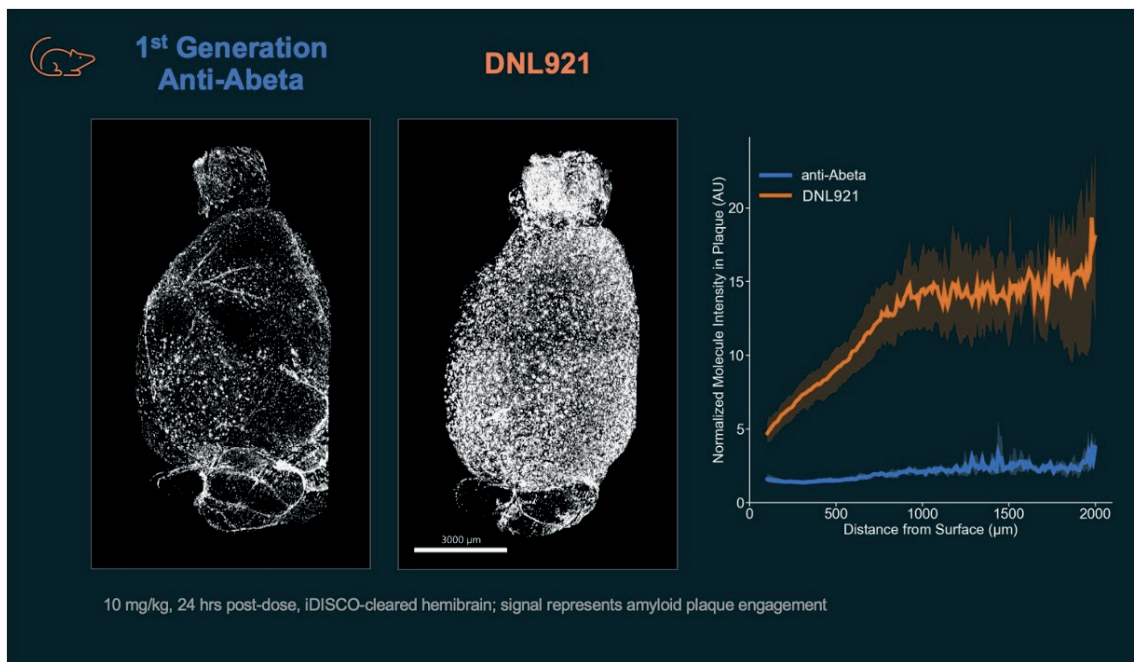 1st Generation
Anti-Abeta
DNL921
3000 µm
Normalized Molecule Intensity in Plaque (AU)
20
15
10
5
0
anti-Abeta
DNL921
0 500 1000 1500 2000
Distance from Surface (µm)
10 mg/kg, 24 hrs post-dose, iDISCO-cleared hemibrain; signal represents amyloid plaque engagement